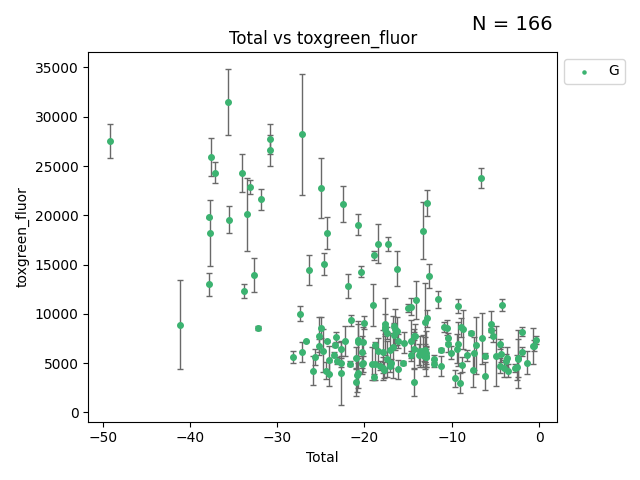 N = 166
Total vs toxgreen_fluor
G
35000
30000
25000
20000
15000
10000
5000
0
toxgreen_fluor
−50 −40 −30 −20 −10 0
Total